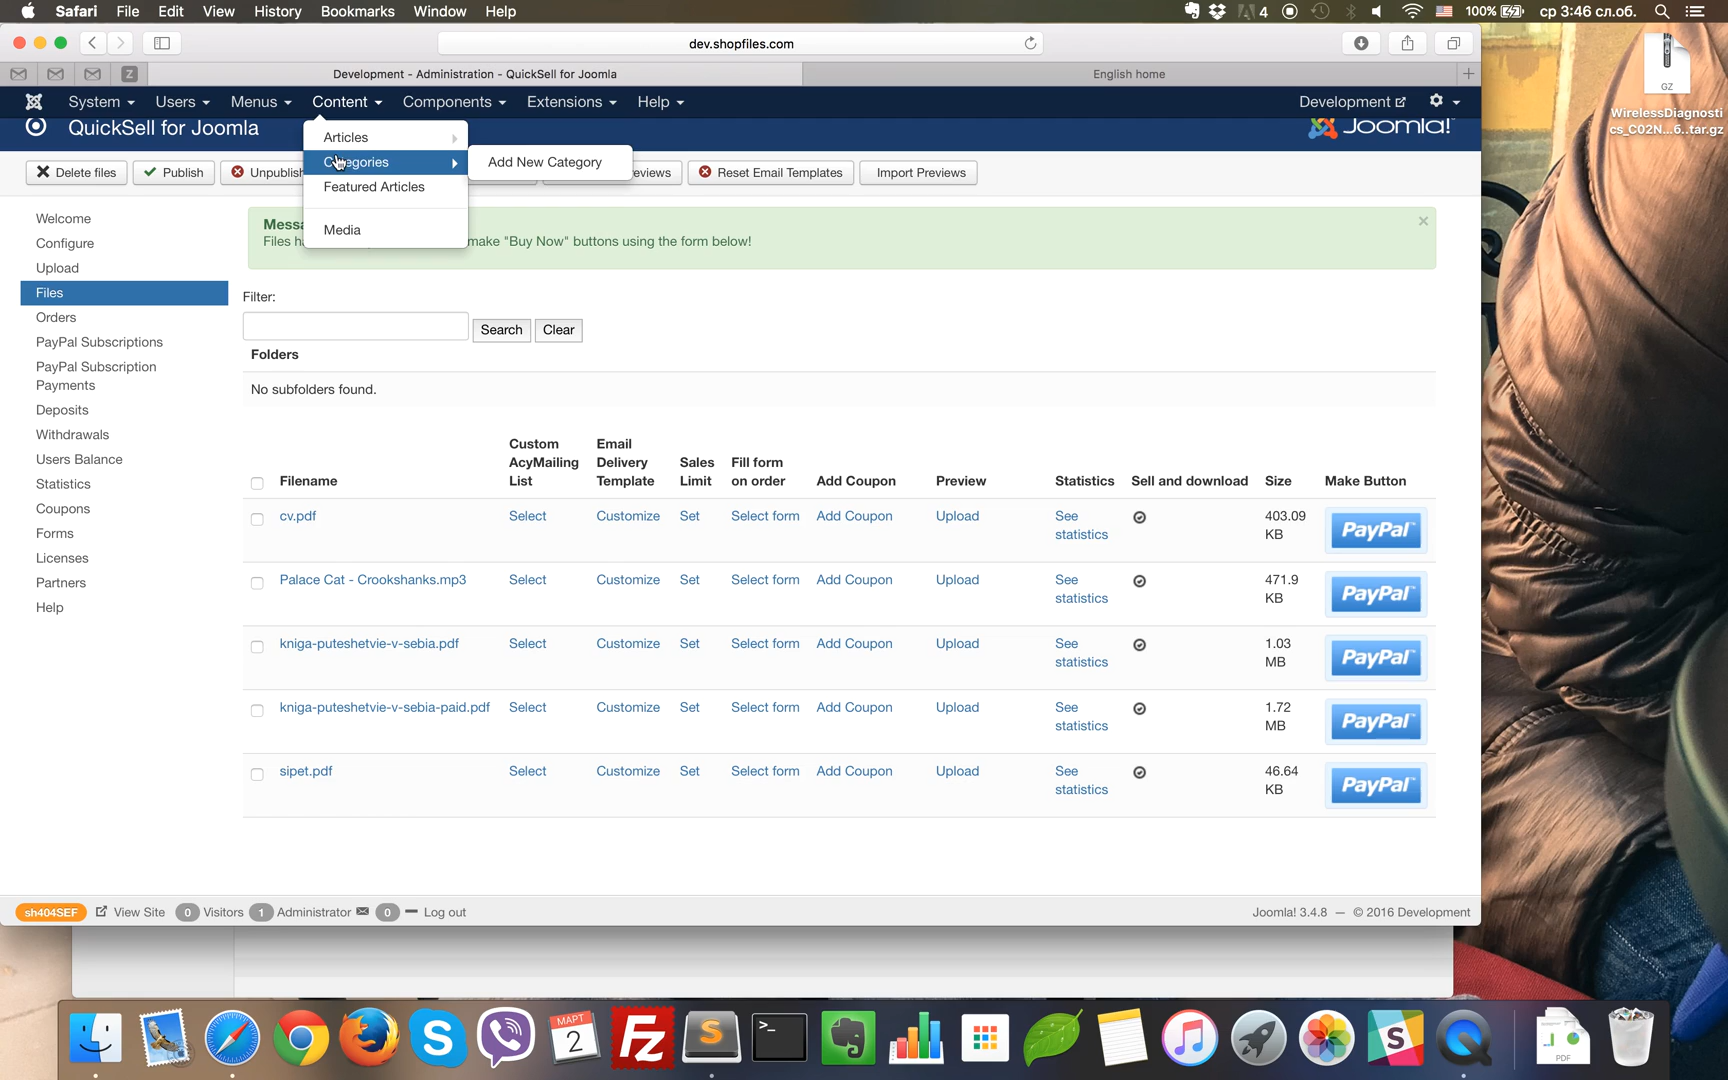 Safari File Edit View History Bookmarks Window Help 4 100% ср 3:46 сл.об.
dev.shopfiles.com
Z Development - Administration - QuickSell for Joomla English home
System Users Menus Content Components Extensions Help Development
QuickSell for Joomla Joomla!
Articles
Categories Add New Category
Featured Articles
Media
Delete files Publish Unpublish eviews Reset Email Templates Import Previews
Welcome
Configure
Upload
Files
Orders
PayPal Subscriptions
PayPal Subscription
Payments
Deposits
Withdrawals
Users Balance
Statistics
Coupons
Forms
Licenses
Partners
Help
Messa
Files h make "Buy Now" buttons using the form below!
Filter:
Search Clear
Folders
No subfolders found.
Filename Custom AcyMailing List Email Delivery Template Sales Limit Fill form on order Add Coupon Preview Statistics Sell and download Size Make Button
cv.pdf Select Customize Set Select form Add Coupon Upload See statistics 403.09 KB PayPal™
Palace Cat - Crookshanks.mp3 Select Customize Set Select form Add Coupon Upload See statistics 471.9 KB PayPal™
kniga-puteshetvie-v-sebia.pdf Select Customize Set Select form Add Coupon Upload See statistics 1.03 MB PayPal™
kniga-puteshetvie-v-sebia-paid.pdf Select Customize Set Select form Add Coupon Upload See statistics 1.72 MB PayPal™
sipet.pdf Select Customize Set Select form Add Coupon Upload See statistics 46.64 KB PayPal™
sh404SEF View Site 0 Visitors 1 Administrator 0 Log out Joomla! 3.4.8 — © 2016 Development
GZ
WirelessDiagnosti
cs_C02N...6..tar.gz
МАРТ
2
Fz
S
S
PDF